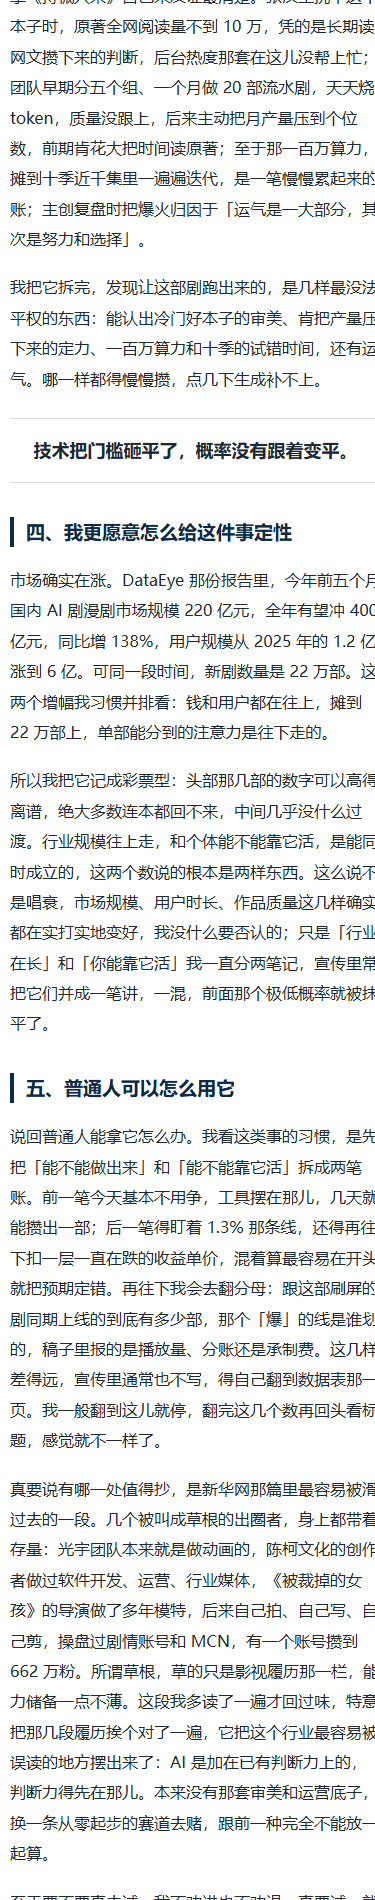 本子时，原著全网阅读量不到 10 万，凭的是长期读
网文攒下来的判断，后台热度那套在这儿没帮上忙；
团队早期分五个组、一个月做 20 部流水剧，天天烧
token，质量没跟上，后来主动把月产量压到个位
数，前期肯花大把时间读原著；至于那一百万算力，
摊到十季近千集里一遍遍迭代，是一笔慢慢累起来的
账；主创复盘时把爆火归因于「运气是一大部分，其
次是努力和选择」。
我把它拆完，发现让这部剧跑出来的，是几样最没法
平权的东西：能认出冷门好本子的审美、肯把产量压
下来的定力、一百万算力和十季的试错时间，还有运
气。哪一样都得慢慢攒，点几下生成补不上。
技术把门槛砸平了，概率没有跟着变平。
四、我更愿意怎么给这件事定性
市场确实在涨。DataEye 那份报告里，今年前五个月
国内 AI 剧漫剧市场规模 220 亿元，全年有望冲 400
亿元，同比增 138%，用户规模从 2025 年的 1.2 亿
涨到 6 亿。可同一段时间，新剧数量是 22 万部。这
两个增幅我习惯并排看：钱和用户都在往上，摊到
22 万部上，单部能分到的注意力是往下走的。
所以我把它记成彩票型：头部那几部的数字可以高得
离谱，绝大多数连本都回不来，中间几乎没什么过
渡。行业规模往上走，和个体能不能靠它活，是能同
时成立的，这两个数说的根本是两样东西。这么说不
是唱衰，市场规模、用户时长、作品质量这几样确实
都在实打实地变好，我没什么要否认的；只是「行业
在长」和「你能靠它活」我一直分两笔记，宣传里常
把它们并成一笔讲，一混，前面那个极低概率就被抹
平了。
五、普通人可以怎么用它
说回普通人能拿它怎么办。我看这类事的习惯，是先
把「能不能做出来」和「能不能靠它活」拆成两笔
账。前一笔今天基本不用争，工具摆在那儿，几天就
能攒出一部；后一笔得盯着 1.3% 那条线，还得再往
下扣一层一直在跌的收益单价，混着算最容易在开头
就把预期定错。再往下我会去翻分母：跟这部刷屏的
剧同期上线的到底有多少部，那个「爆」的线是谁划
的，稿子里报的是播放量、分账还是承制费。这几样
差得远，宣传里通常也不写，得自己翻到数据表那一
页。我一般翻到这儿就停，翻完这几个数再回头看标
题，感觉就不一样了。
真要说有哪一处值得抄，是新华网那篇里最容易被滑
过去的一段。几个被叫成草根的出圈者，身上都带着
存量：光宇团队本来就是做动画的，陈柯文化的创作
者做过软件开发、运营、行业媒体，《被裁掉的女
孩》的导演做了多年模特，后来自己拍、自己写、自
己剪，操盘过剧情账号和 MCN，有一个账号攒到
662 万粉。所谓草根，草的只是影视履历那一栏，能
力储备一点不薄。这段我多读了一遍才回过味，特意
把那几段履历挨个对了一遍，它把这个行业最容易被
误读的地方摆出来了：AI 是加在已有判断力上的，
判断力得先在那儿。本来没有那套审美和运营底子，
换一条从零起步的赛道去赌，跟前一种完全不能放一
起算。